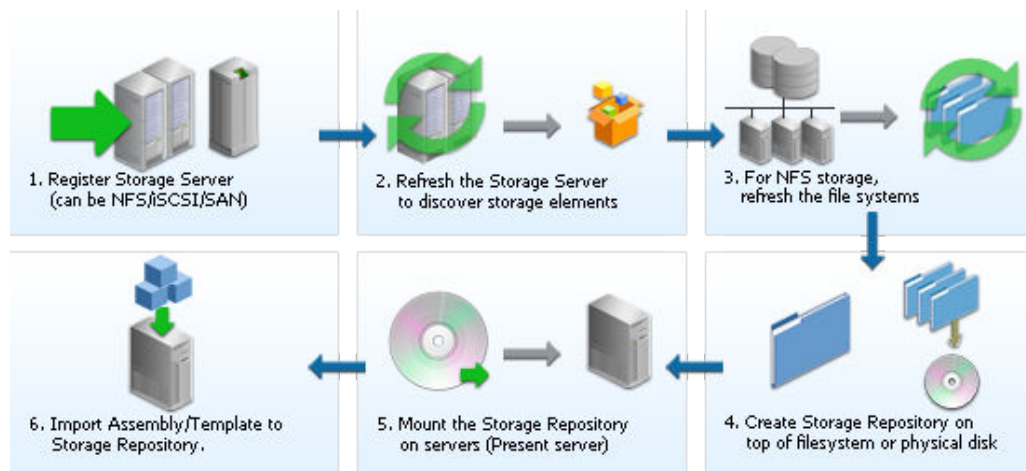 1. Register Storage Server
(can be NFS/iSCSI/SAN)
2. Refresh the Storage Server
to discover storage elements
3. For NFS storage,
refresh the file systems
4. Create Storage Repository on
top of filesystem or physical disk
5. Mount the Storage Repository
on servers (Present server)
6. Import Assembly/Template to
Storage Repository.